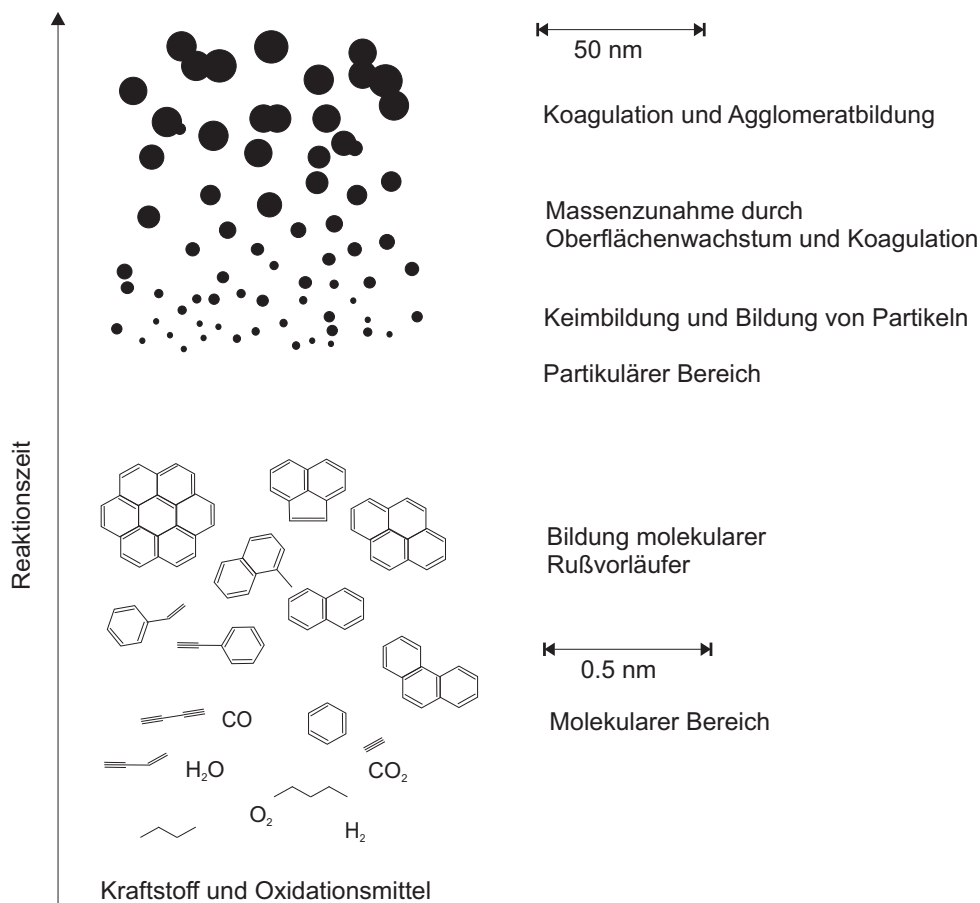 50 nm
Koagulation und Agglomeratbildung
Massenzunahme durch
Oberflächenwachstum und Koagulation
Keimbildung und Bildung von Partikeln
Partikulärer Bereich
Reaktionszeit
Bildung molekularer
Rußvorläufer
0.5 nm
Molekularer Bereich
CO
H₂O
CO₂
O₂
H₂
Kraftstoff und Oxidationsmittel